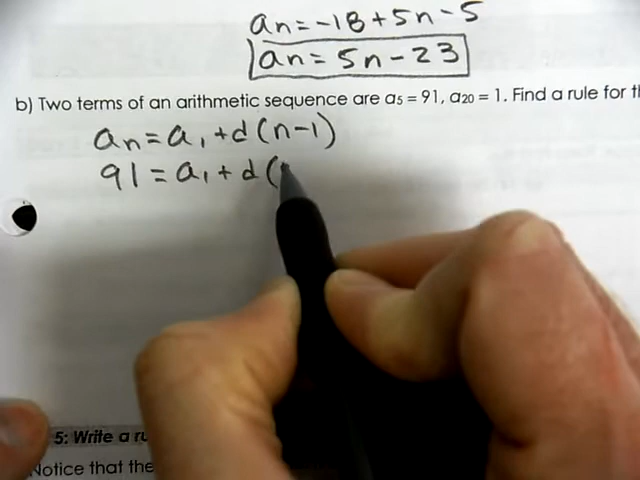 an = -18 + 5n - 5
an = 5n - 23
b) Two terms of an arithmetic sequence are a5 = 91, a20 = 1. Find a rule for
an = a1 + d(n-1)
91 = a1 + d(
5: Write a
Notice that the